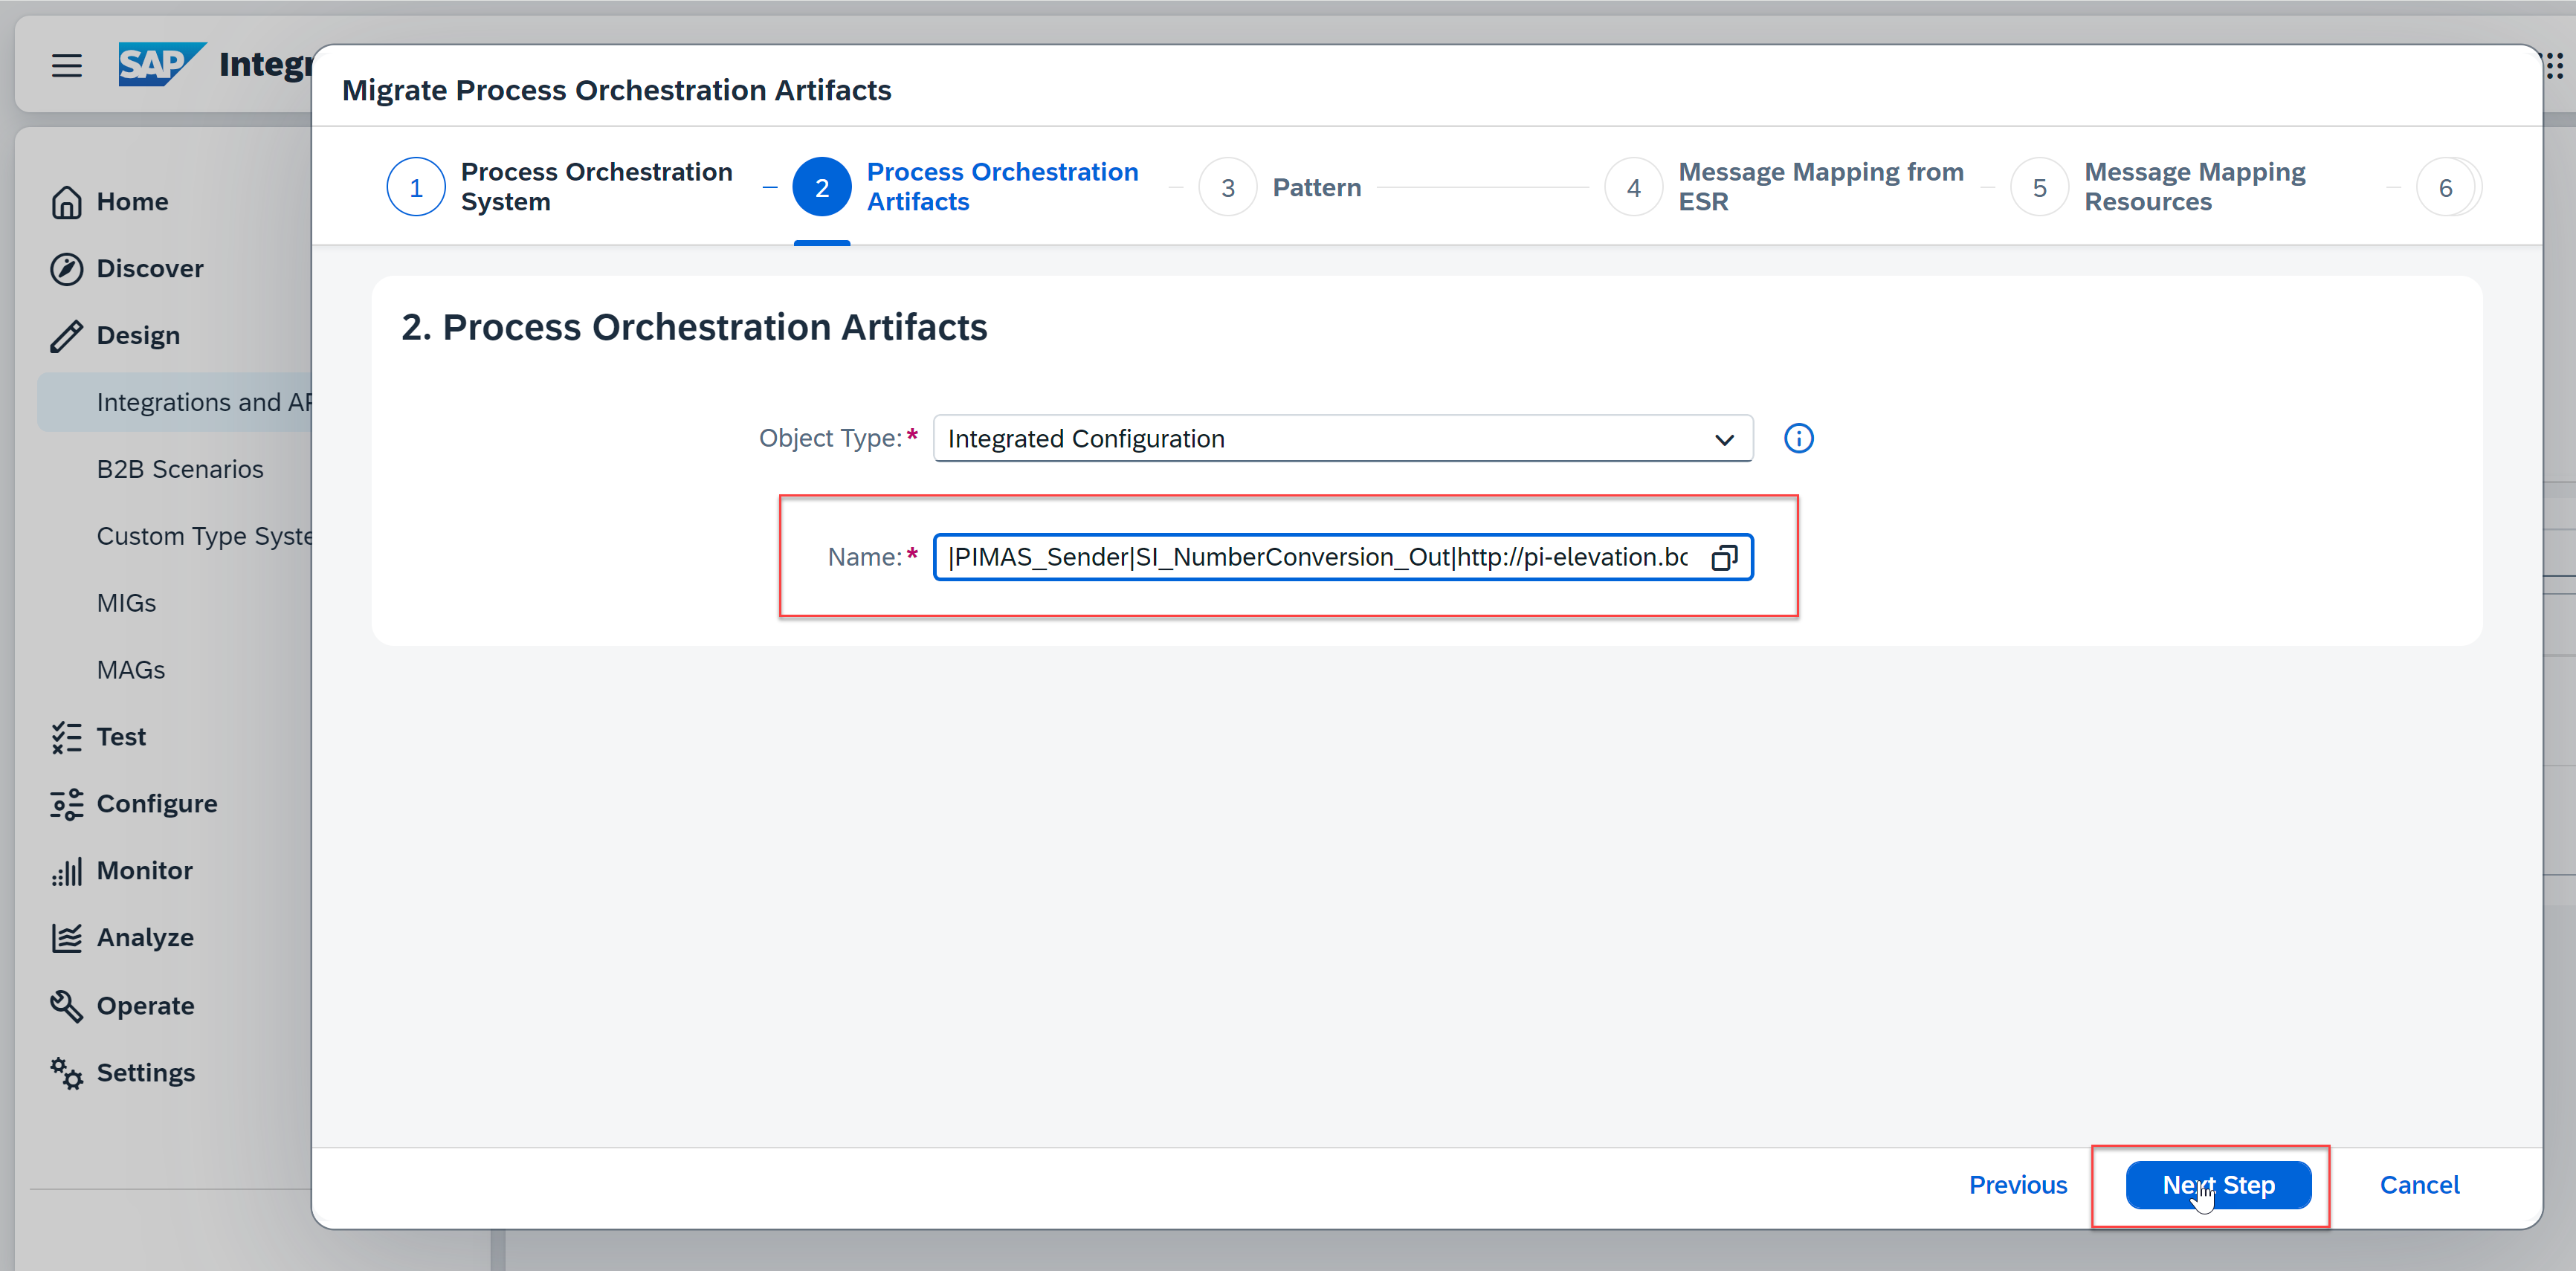 SAP Integr
Migrate Process Orchestration Artifacts
1 Process Orchestration System
2 Process Orchestration Artifacts
3 Pattern
4 Message Mapping from ESR
5 Message Mapping Resources
6
Home
Discover
Design
Integrations and AP
B2B Scenarios
Custom Type Syste
MIGs
MAGs
Test
Configure
Monitor
Analyze
Operate
Settings
2. Process Orchestration Artifacts
Object Type:* Integrated Configuration
Name:* |PIMAS_Sender|SI_NumberConversion_Out|http://pi-elevation.bc
Previous Next Step Cancel